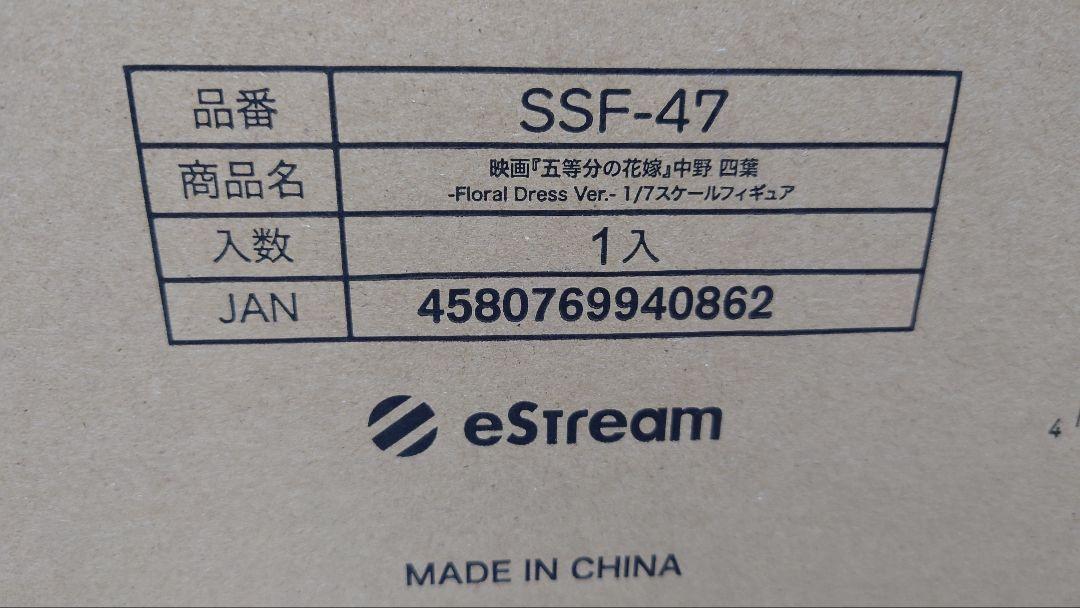 品番 SSF-47
商品名 映画『五等分の花嫁』中野 四葉
-Floral Dress Ver.- 1/7スケールフィギュア
入数 1入
JAN 4580769940862
eStream
MADE IN CHINA
4